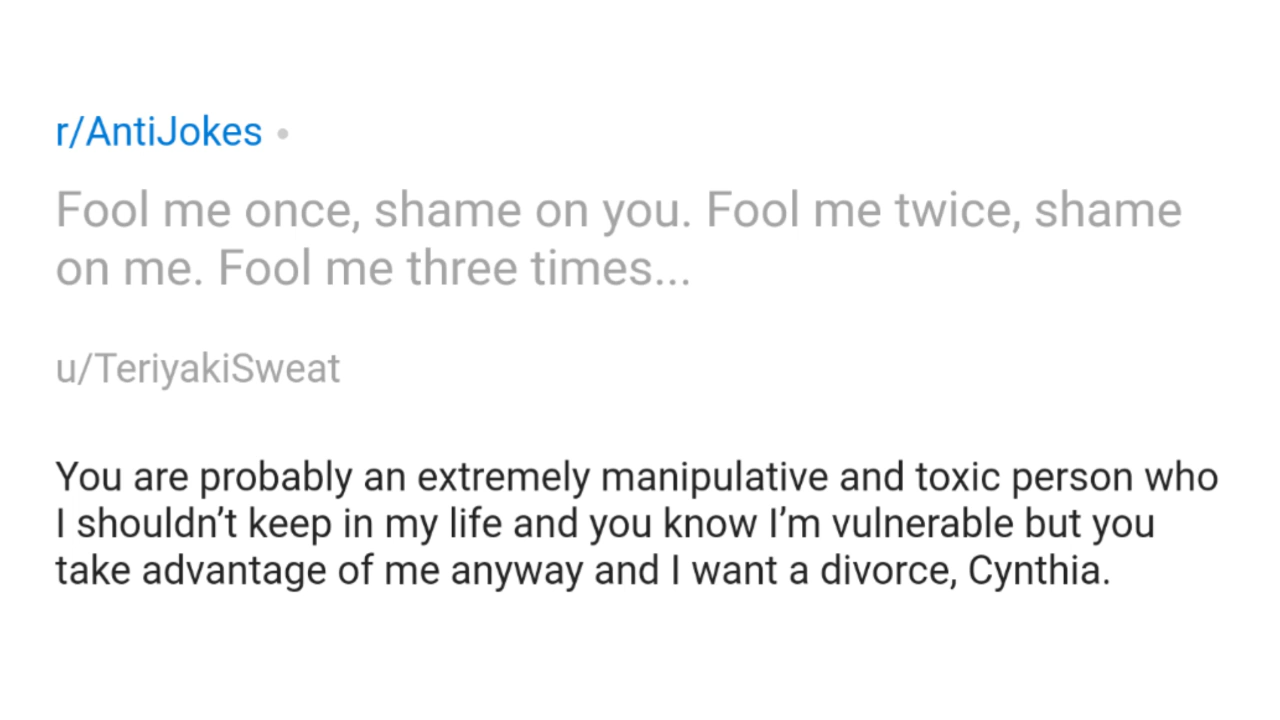 r/AntiJokes •
Fool me once, shame on you. Fool me twice, shame
on me. Fool me three times...
u/TeriyakiSweat
You are probably an extremely manipulative and toxic person who
I shouldn’t keep in my life and you know I’m vulnerable but you
take advantage of me anyway and I want a divorce, Cynthia.